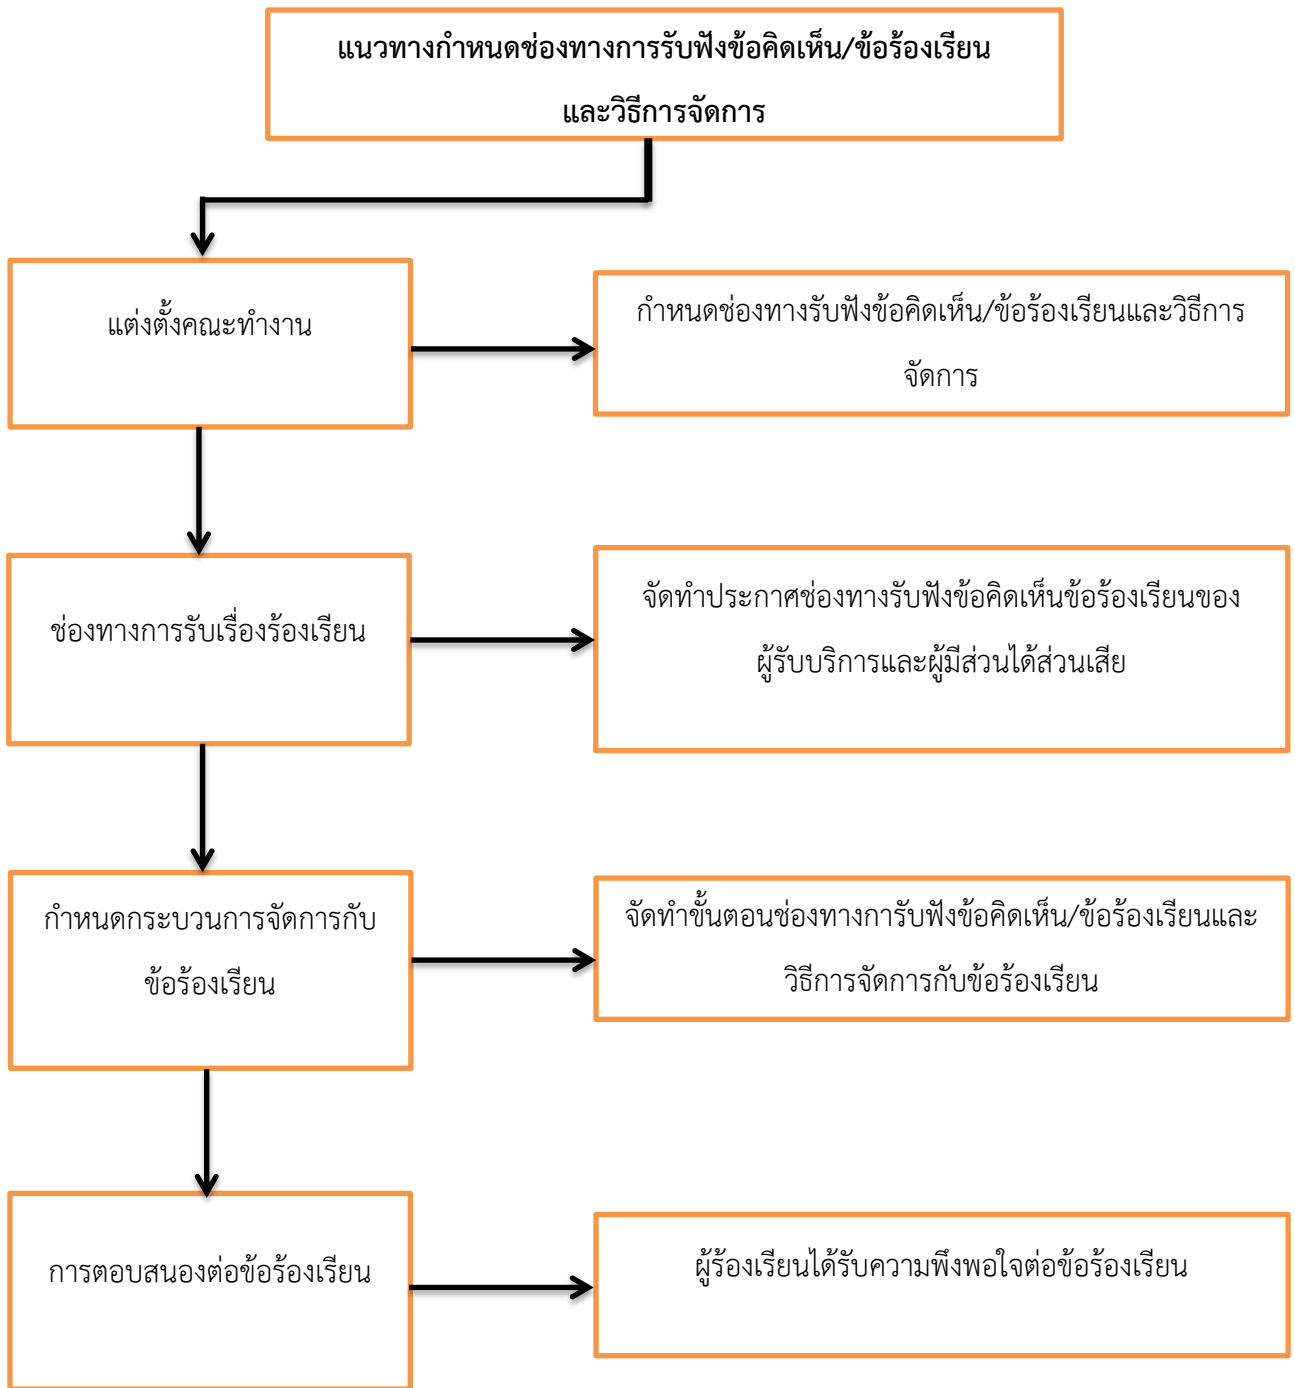 แนวทางกำหนดช่องทางการรับฟังข้อคิดเห็น/ข้อร้องเรียน
และวิธีการจัดการ
แต่งตั้งคณะทำงาน
กำหนดช่องทางรับฟังข้อคิดเห็น/ข้อร้องเรียนและวิธีการ
จัดการ
ช่องทางการรับเรื่องร้องเรียน
จัดทำประกาศช่องทางรับฟังข้อคิดเห็นข้อร้องเรียนของ
ผู้รับบริการและผู้มีส่วนได้ส่วนเสีย
กำหนดกระบวนการจัดการกับ
ข้อร้องเรียน
จัดทำขั้นตอนช่องทางการับฟังข้อคิดเห็น/ข้อร้องเรียนและ
วิธีการจัดการกับข้อร้องเรียน
การตอบสนองต่อข้อร้องเรียน
ผู้ร้องเรียนได้รับความพึงพอใจต่อข้อร้องเรียน